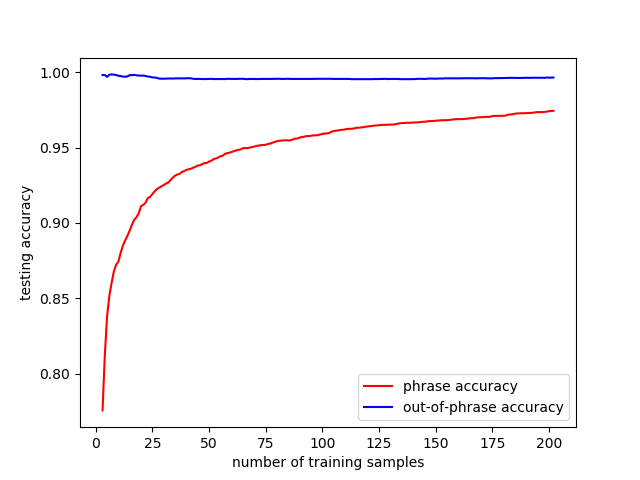 1.00
0.95
0.90
0.85
0.80
testing accuracy
phrase accuracy
out-of-phrase accuracy
0 25 50 75 100 125 150 175 200
number of training samples